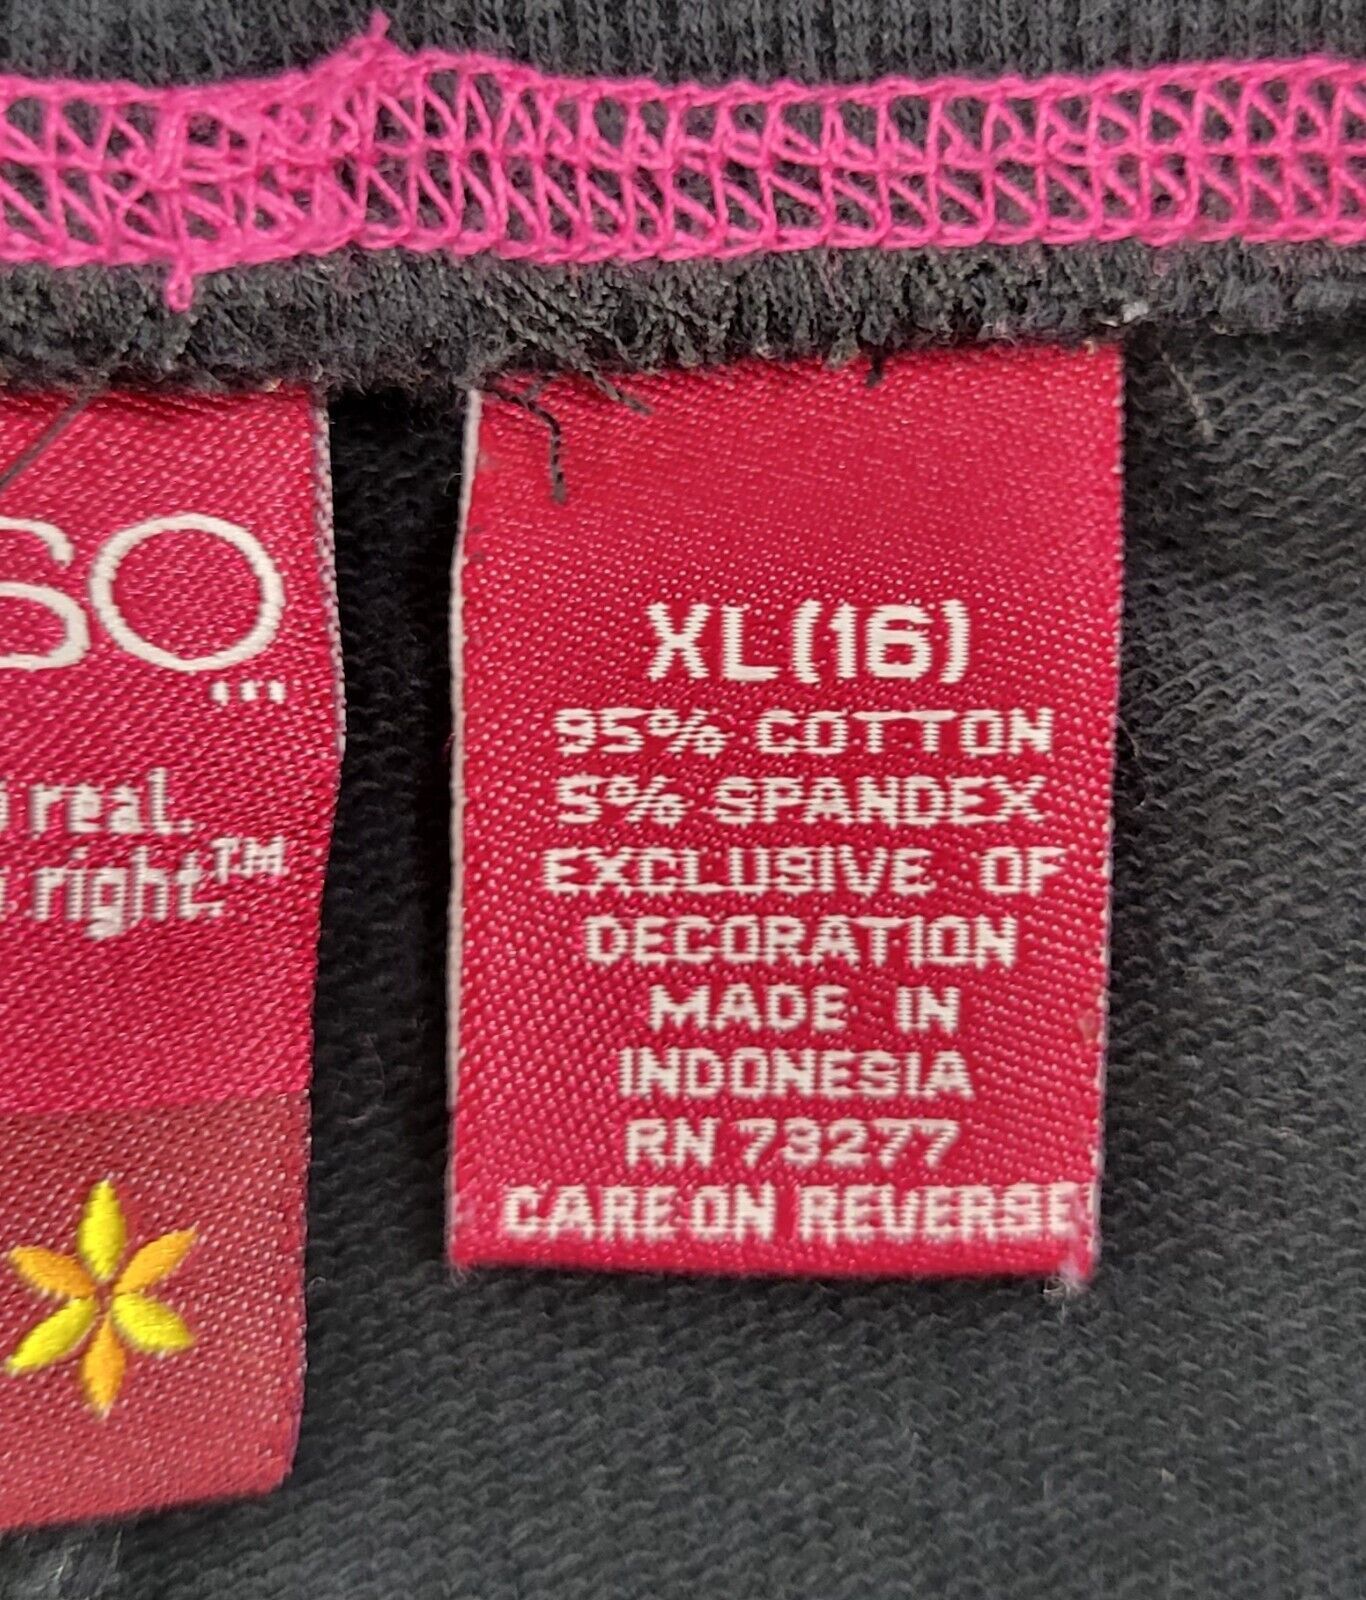 SO
...
real.
right.™
XL(16)
95% COTTON
5% SPANDEX
EXCLUSIVE OF
DECORATION
MADE IN
INDONESIA
RN 73277
CARE ON REVERSE